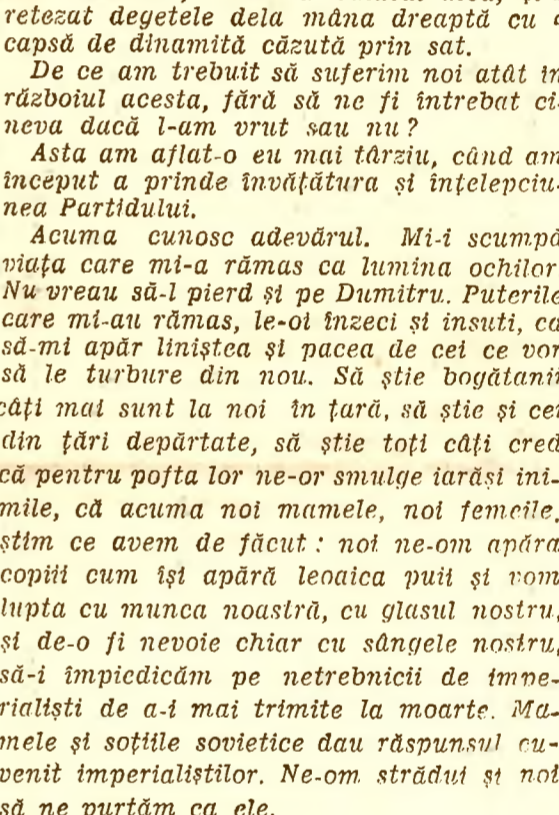 retezat degetele dela mâna dreaptă cu
capsă de dinamită căzută prin sat.
De ce am trebuit să suferim noi atât în
războiul acesta, fără să ne fi întrebat ci-
neva dacă l-am vrut sau nu?
Asta am aflat-o eu mai târziu, când am
început a prinde învățătura și înțelepciu-
nea Partidului.
Acuma cunosc adevărul. Mi-i scumpă
viața care mi-a rămas ca lumina ochilor
Nu vreau să-l pierd și pe Dumitru. Puterile
care mi-au rămas, le-oi înzeci și insuti, ca
să-mi apăr liniștea și pacea de cei ce vor
să le turbure din nou. Să știe bogătanii
câți mai sunt la noi în țară, să știe și cei
din țări depărtate, să știe toți câți cred
că pentru pofta lor ne-or smulge iarăși ini-
mile, că acuma noi mamele, noi femeile,
știm ce avem de făcut: noi ne-om apăra
copiii cum își apără leoaica puii și vom
lupta cu munca noastră, cu glasul nostru,
și de-o fi nevoie chiar cu sângele nostru,
să-i împiedicăm pe netrebnicii de impe-
rialiști de a-i mai trimite la moarte. Ma-
mele și soțiile sovietice dau răspunsul cu-
venit imperialiștilor. Ne-om strădui și noi
să ne purtăm ca ele.